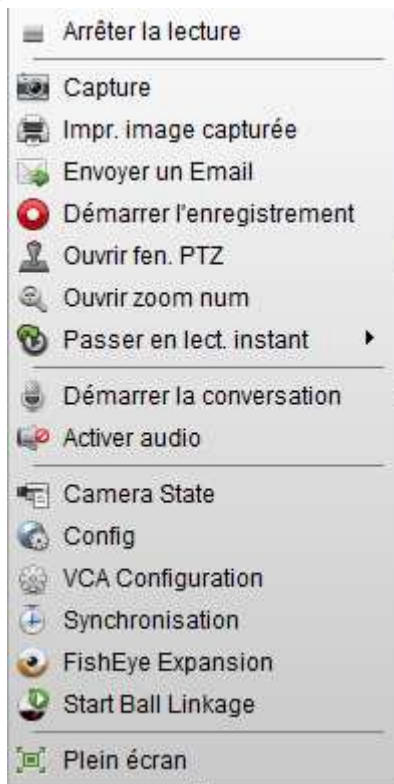 Arrêter la lecture
Capture
Impr. image capturée
Envoyer un Email
Démarrer l'enregistrement
Ouvrir fen. PTZ
Ouvrir zoom num
Passer en lect. instant
Démarrer la conversation
Activer audio
Camera State
Config
VCA Configuration
Synchronisation
FishEye Expansion
Start Ball Linkage
Plein écran